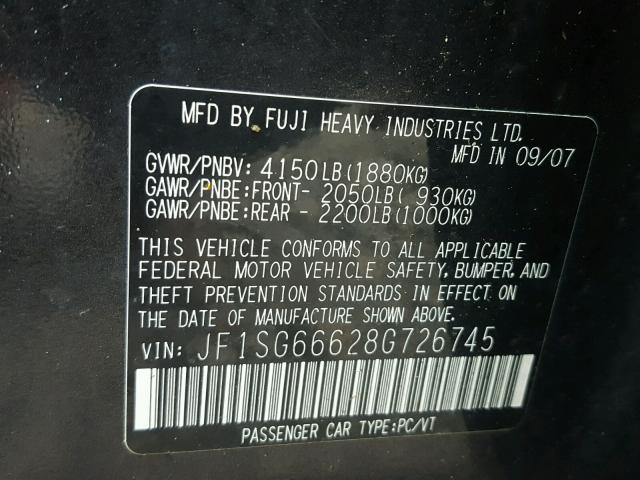 MFD BY FUJI HEAVY INDUSTRIES LTD.
MFD IN 09/07
GVWR/PNBV: 4150LB(1880KG)
GAWR/PNBE:FRONT- 2050LB( 930KG)
GAWR/PNBE:REAR - 2200LB(1000KG)
THIS VEHICLE CONFORMS TO ALL APPLICABLE
FEDERAL MOTOR VEHICLE SAFETY, BUMPER, AND
THEFT PREVENTION STANDARDS IN EFFECT ON
THE DATE OF MANUFACTURE SHOWN ABOVE.
VIN: JF1SG66628G726745
PASSENGER CAR TYPE:PC/VT